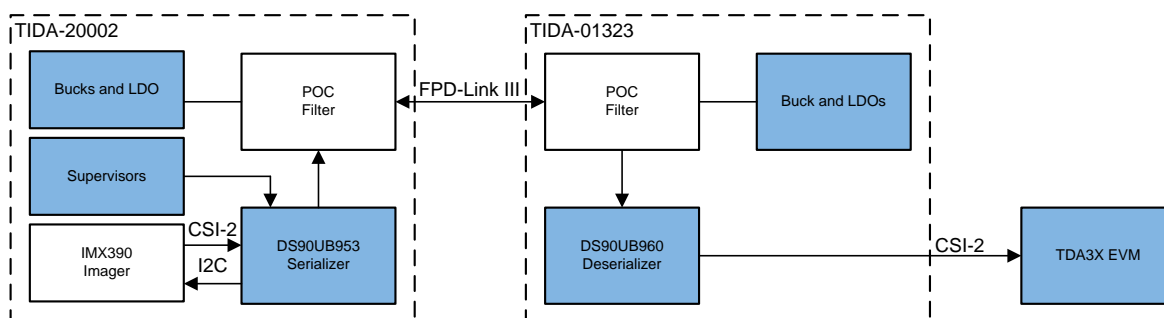 TIDA-20002
Bucks and LDO
POC
Filter
Supervisors
IMX390
Imager
CSI-2
I2C
DS90UB953
Serializer
FPD-Link III
TIDA-01323
POC
Filter
Buck and LDOs
DS90UB960
Deserializer
CSI-2
TDA3X EVM